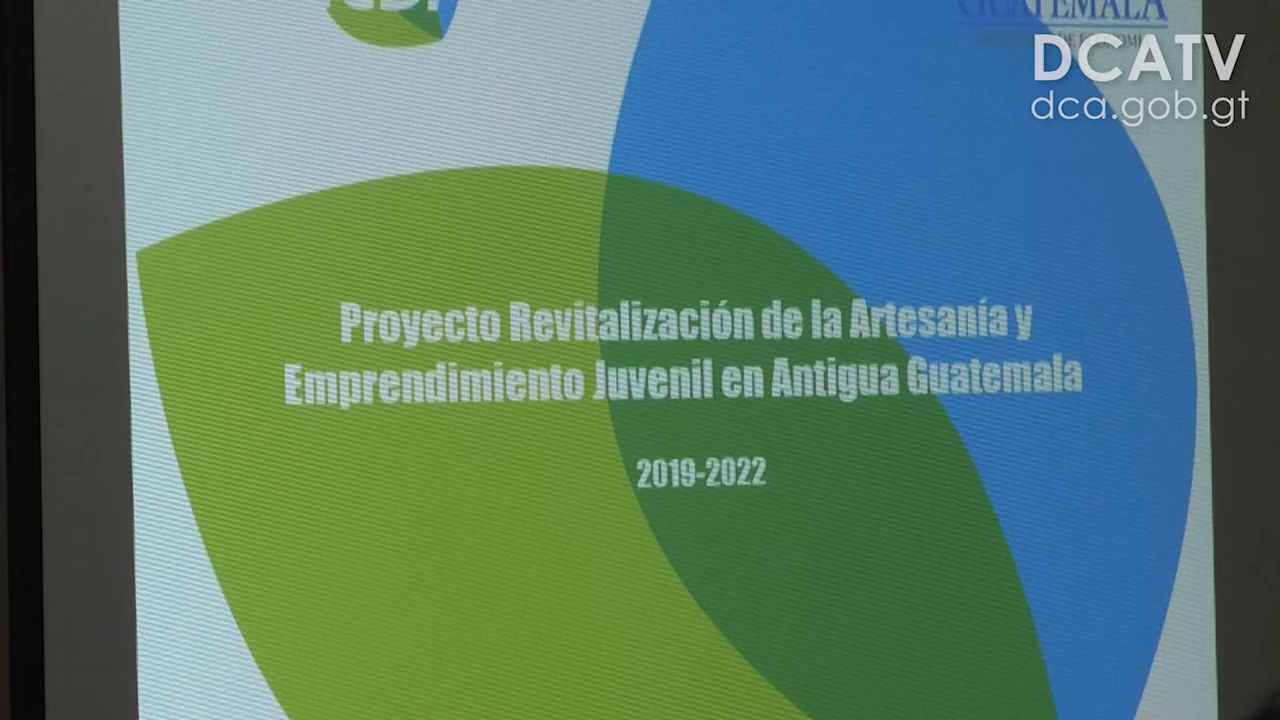 GUATEMALA
DCATV
dca.gob.gt
Proyecto Revitalización de la Artesanía y
Emprendimiento Juvenil en Antigua Guatemala
2019-2022